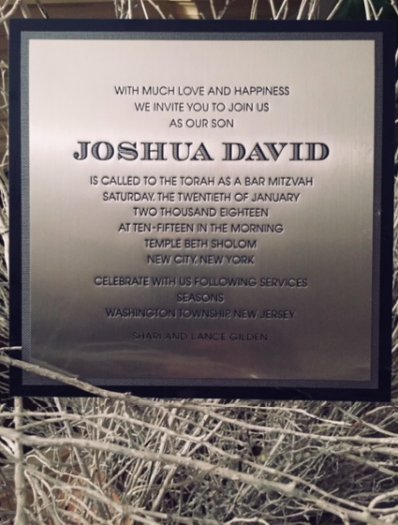 WITH MUCH LOVE AND HAPPINESS
WE INVITE YOU TO JOIN US
AS OUR SON
JOSHUA DAVID
IS CALLED TO THE TORAH AS A BAR MITZVAH
SATURDAY, THE TWENTIETH OF JANUARY
TWO THOUSAND EIGHTEEN
AT TEN-FIFTEEN IN THE MORNING
TEMPLE BETH SHOLOM
NEW CITY, NEW YORK
CELEBRATE WITH US FOLLOWING SERVICES
SEASONS
WASHINGTON TOWNSHIP, NEW JERSEY
SHARI AND LANCE GILDEN